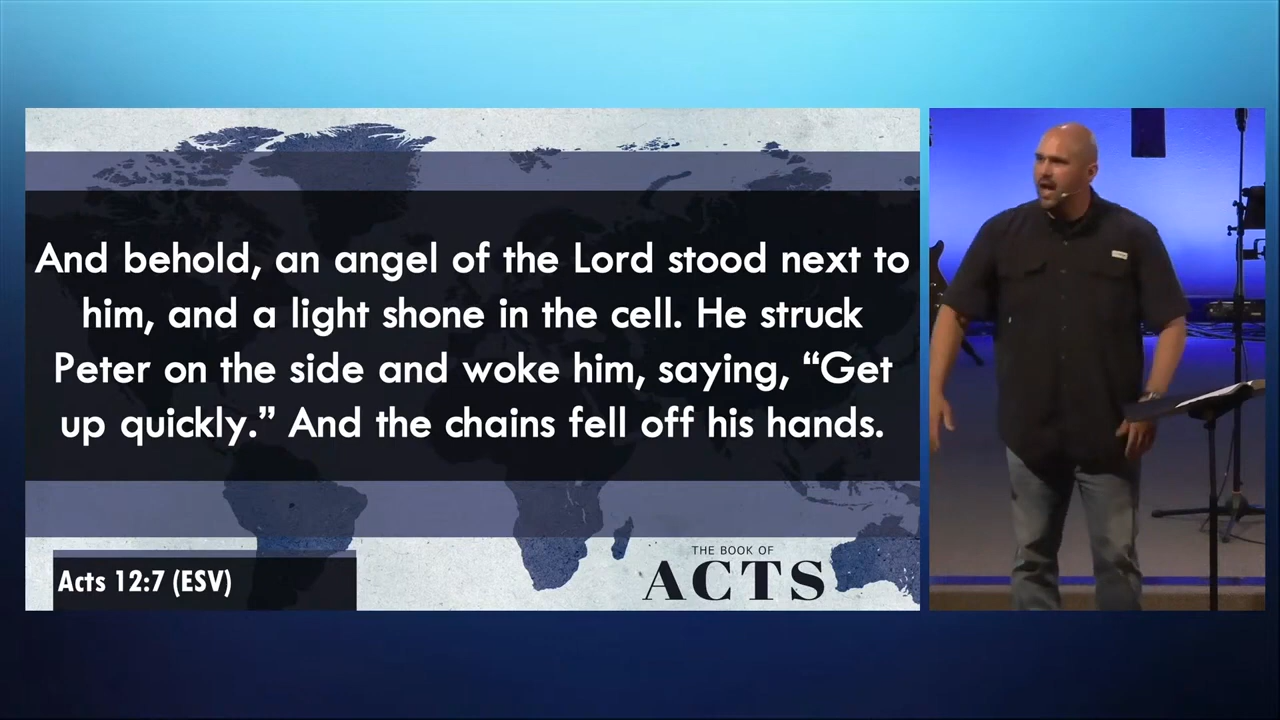 And behold, an angel of the Lord stood next to
him, and a light shone in the cell. He struck
Peter on the side and woke him, saying, “Get
up quickly.” And the chains fell off his hands.
Acts 12:7 (ESV)
THE BOOK OF
ACTS